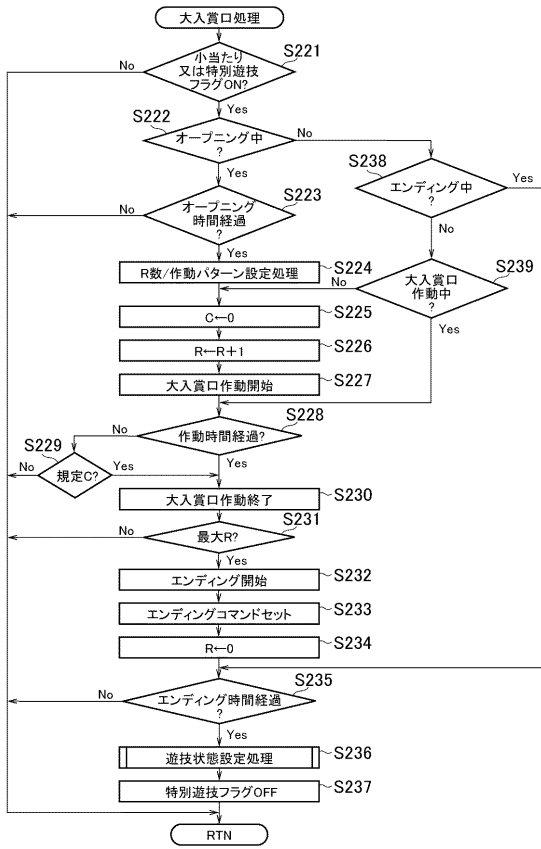 大入賞口処理
S221
小当たり
又は特別遊技
フラグON?
No
Yes
S222
オープニング中
?
No
Yes
S238
エンディング中
?
Yes
No
S223
オープニング
時間経過
?
No
Yes
S224
R数/作動パターン設定処理
S239
大入賞口
作動中
?
No
Yes
S225
C←0
S226
R←R+1
S227
大入賞口作動開始
S228
作動時間経過?
No
Yes
S229
規定C?
No
Yes
S230
大入賞口作動終了
S231
最大R?
No
Yes
S232
エンディング開始
S233
エンディングコマンドセット
S234
R←0
S235
エンディング時間経過
?
No
Yes
S236
遊技状態設定処理
S237
特別遊技フラグOFF
RTN